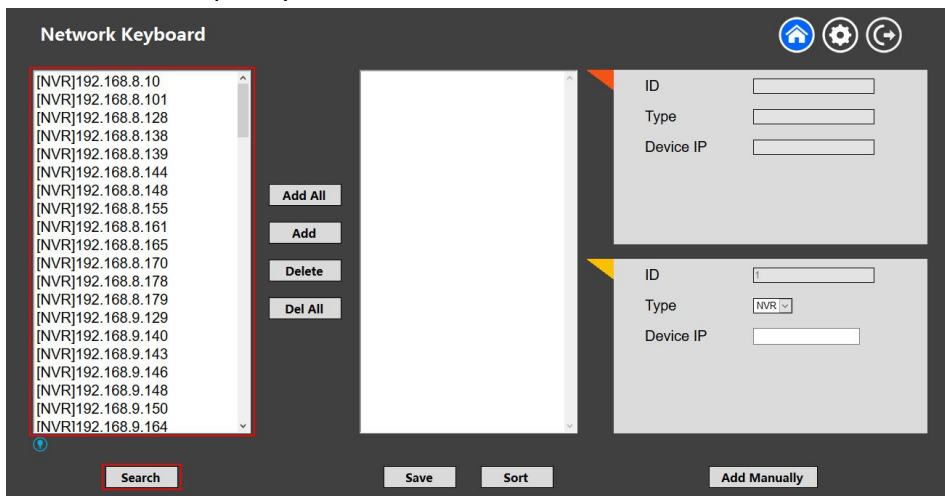 Network Keyboard
[NVR]192.168.8.10
[NVR]192.168.8.101
[NVR]192.168.8.128
[NVR]192.168.8.138
[NVR]192.168.8.139
[NVR]192.168.8.144
[NVR]192.168.8.148
[NVR]192.168.8.155
[NVR]192.168.8.161
[NVR]192.168.8.165
[NVR]192.168.8.170
[NVR]192.168.8.178
[NVR]192.168.8.179
[NVR]192.168.9.129
[NVR]192.168.9.140
[NVR]192.168.9.143
[NVR]192.168.9.146
[NVR]192.168.9.148
[NVR]192.168.9.150
[NVR]192.168.9.164
Search
Add All
Add
Delete
Del All
Save
Sort
ID
Type
Device IP
ID 1
Type NVR
Device IP
Add Manually